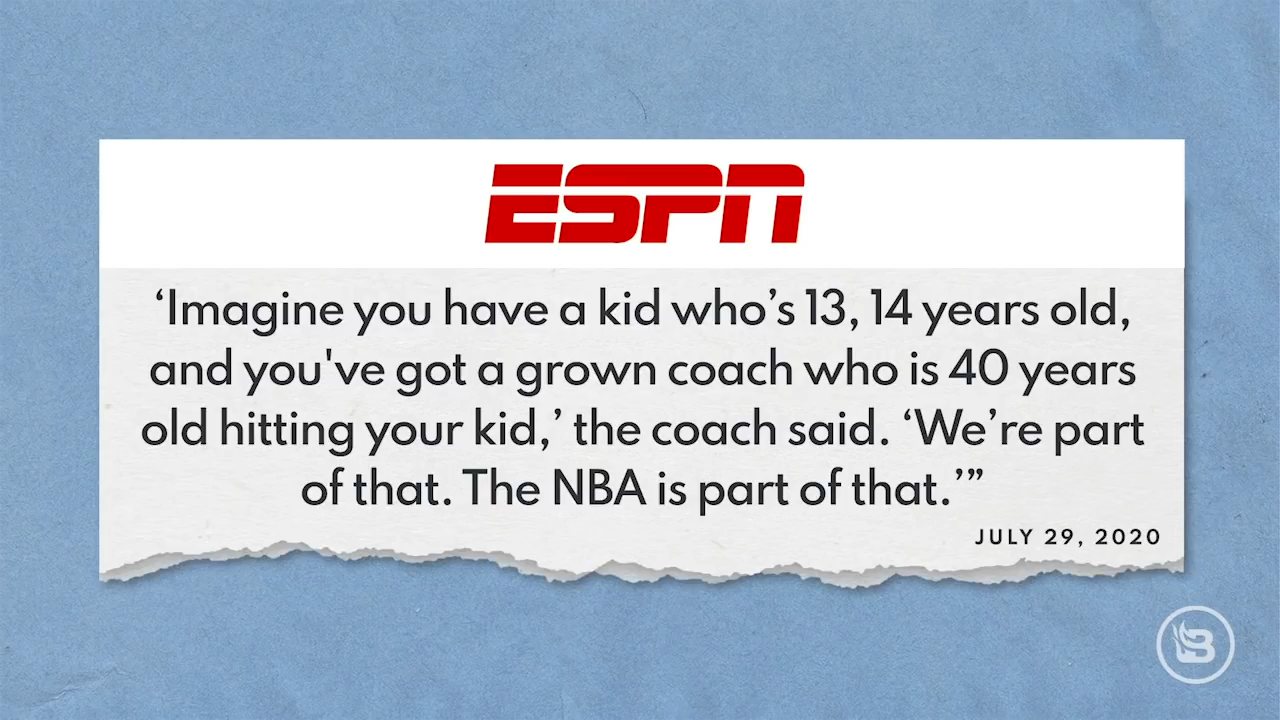 ESPN
‘Imagine you have a kid who’s 13, 14 years old,
and you've got a grown coach who is 40 years
old hitting your kid,’ the coach said. ‘We’re part
of that. The NBA is part of that.’”
JULY 29, 2020
B